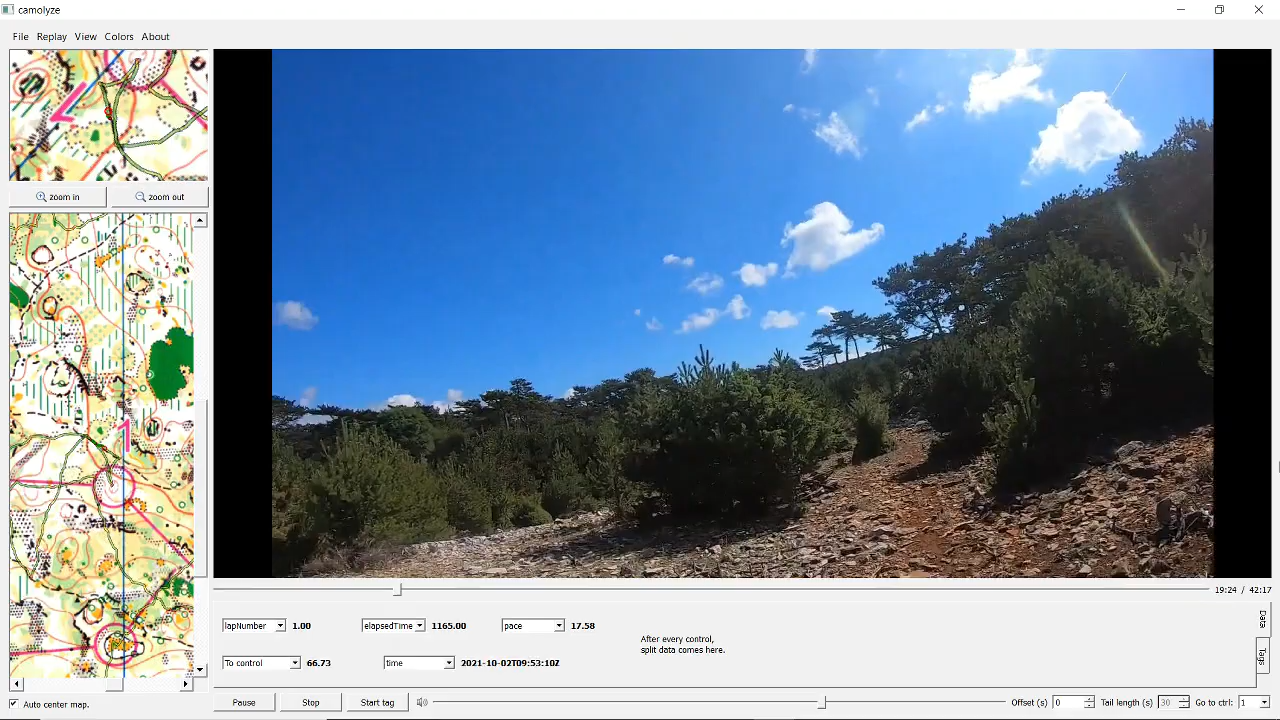 camolyze
File Replay View Colors About
zoom in zoom out
1
19:24 / 42:17
lapNumber 1.00 elapsedTime 1165.00 pace 17.58
After every control,
split data comes here.
To control 66.73 time 2021-10-02T09:53:10Z
Data
Tags
Auto center map.
Pause Stop Start tag Offset (s) 0 Tail length (s) 30 Go to ctrl: 1